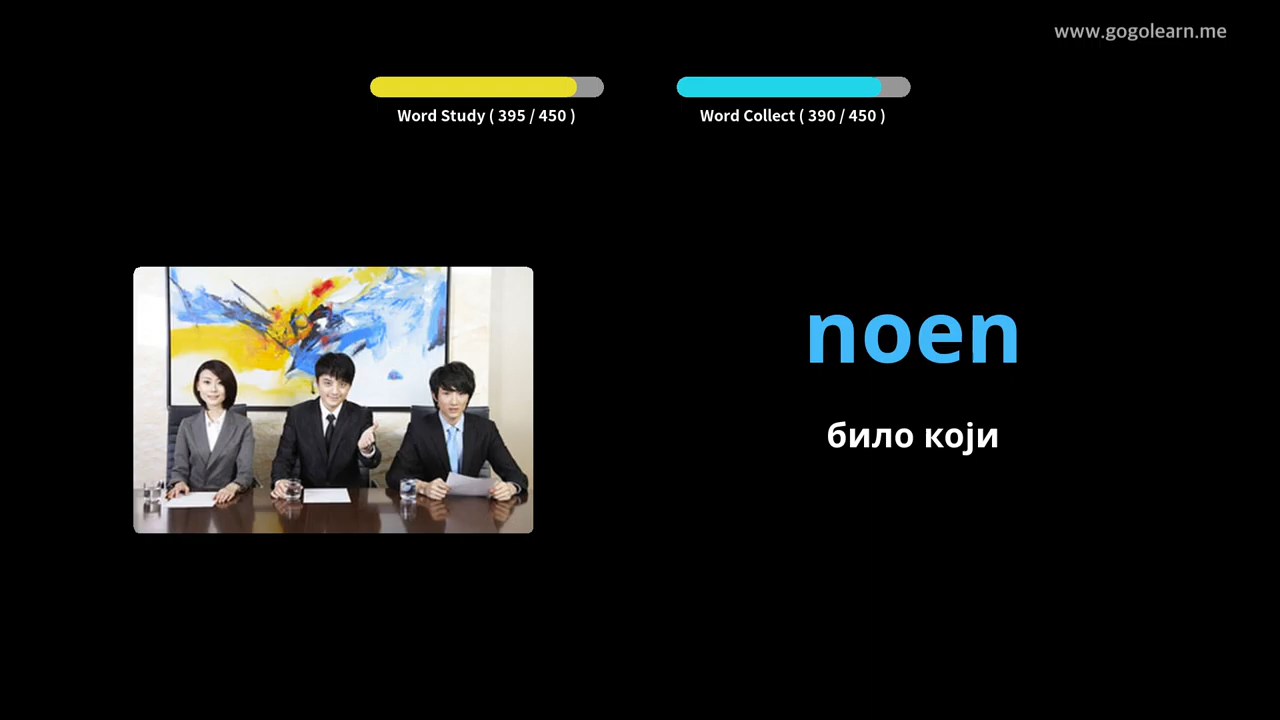 www.gogolearn.me
Word Study ( 395 / 450 )
Word Collect ( 390 / 450 )
noen
било који